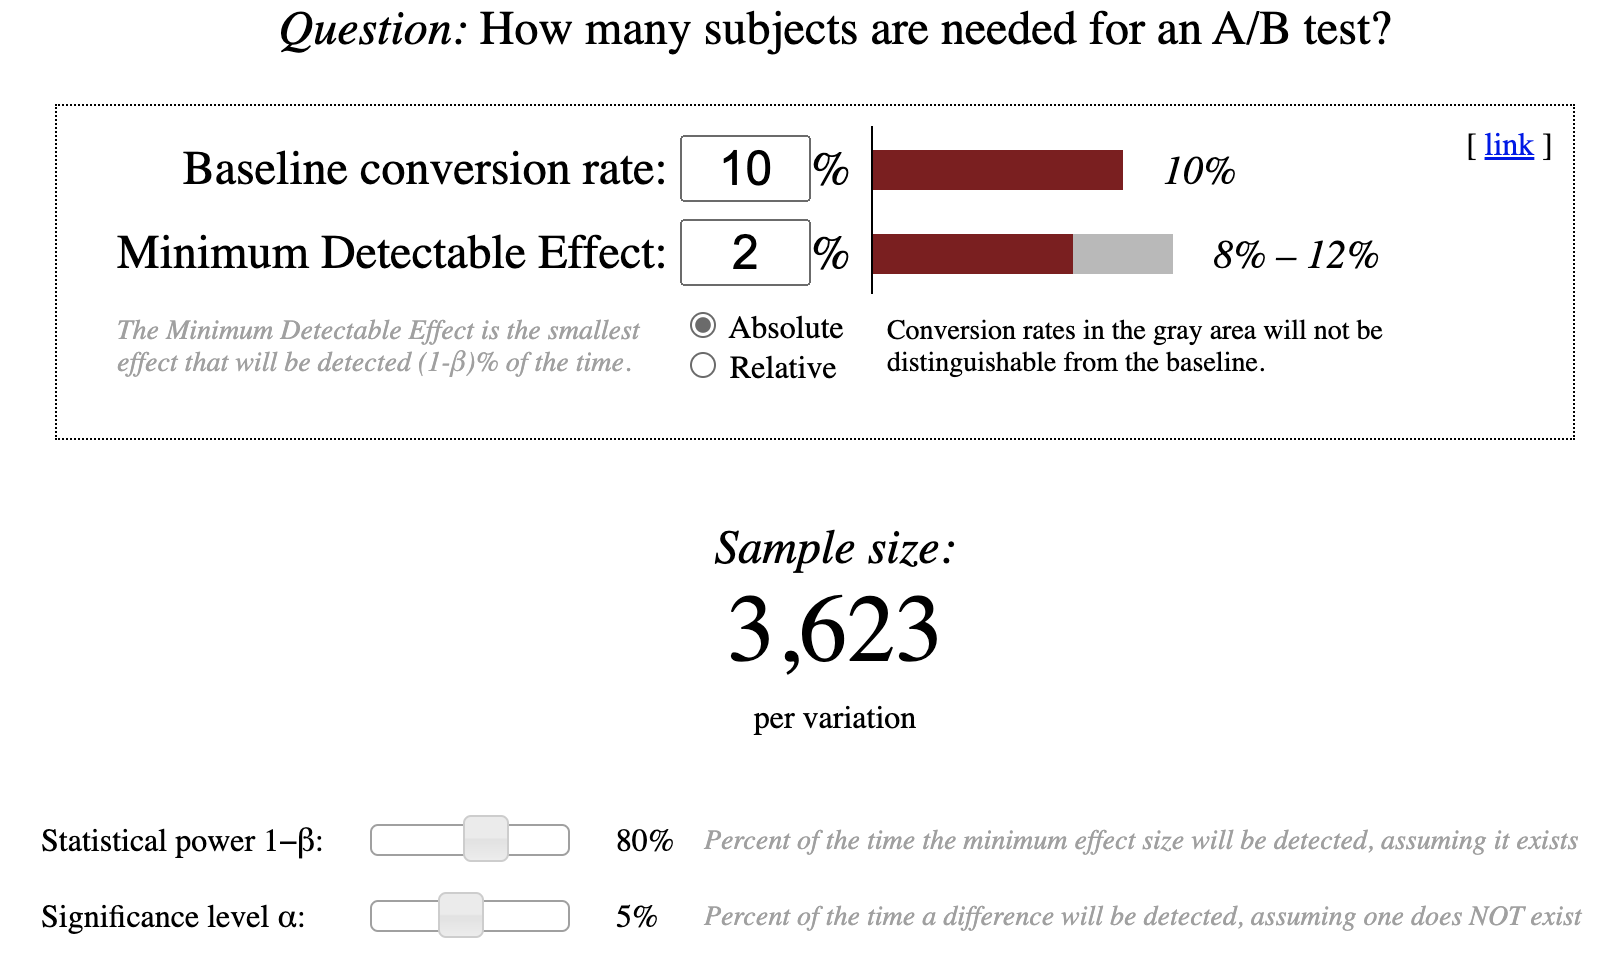 Question: How many subjects are needed for an A/B test?
[ link ]
Baseline conversion rate: 10 % 10%
Minimum Detectable Effect: 2 % 8% – 12%
The Minimum Detectable Effect is the smallest
effect that will be detected (1-β)% of the time.
Absolute
Relative
Conversion rates in the gray area will not be
distinguishable from the baseline.
Sample size:
3,623
per variation
Statistical power 1−β: 80% Percent of the time the minimum effect size will be detected, assuming it exists
Significance level α: 5% Percent of the time a difference will be detected, assuming one does NOT exist